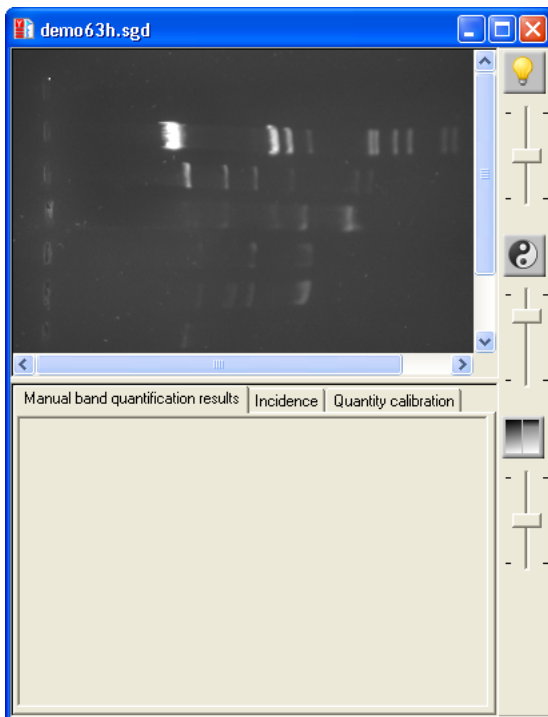 demo63h.sgd
Manual band quantification results
Incidence
Quantity calibration